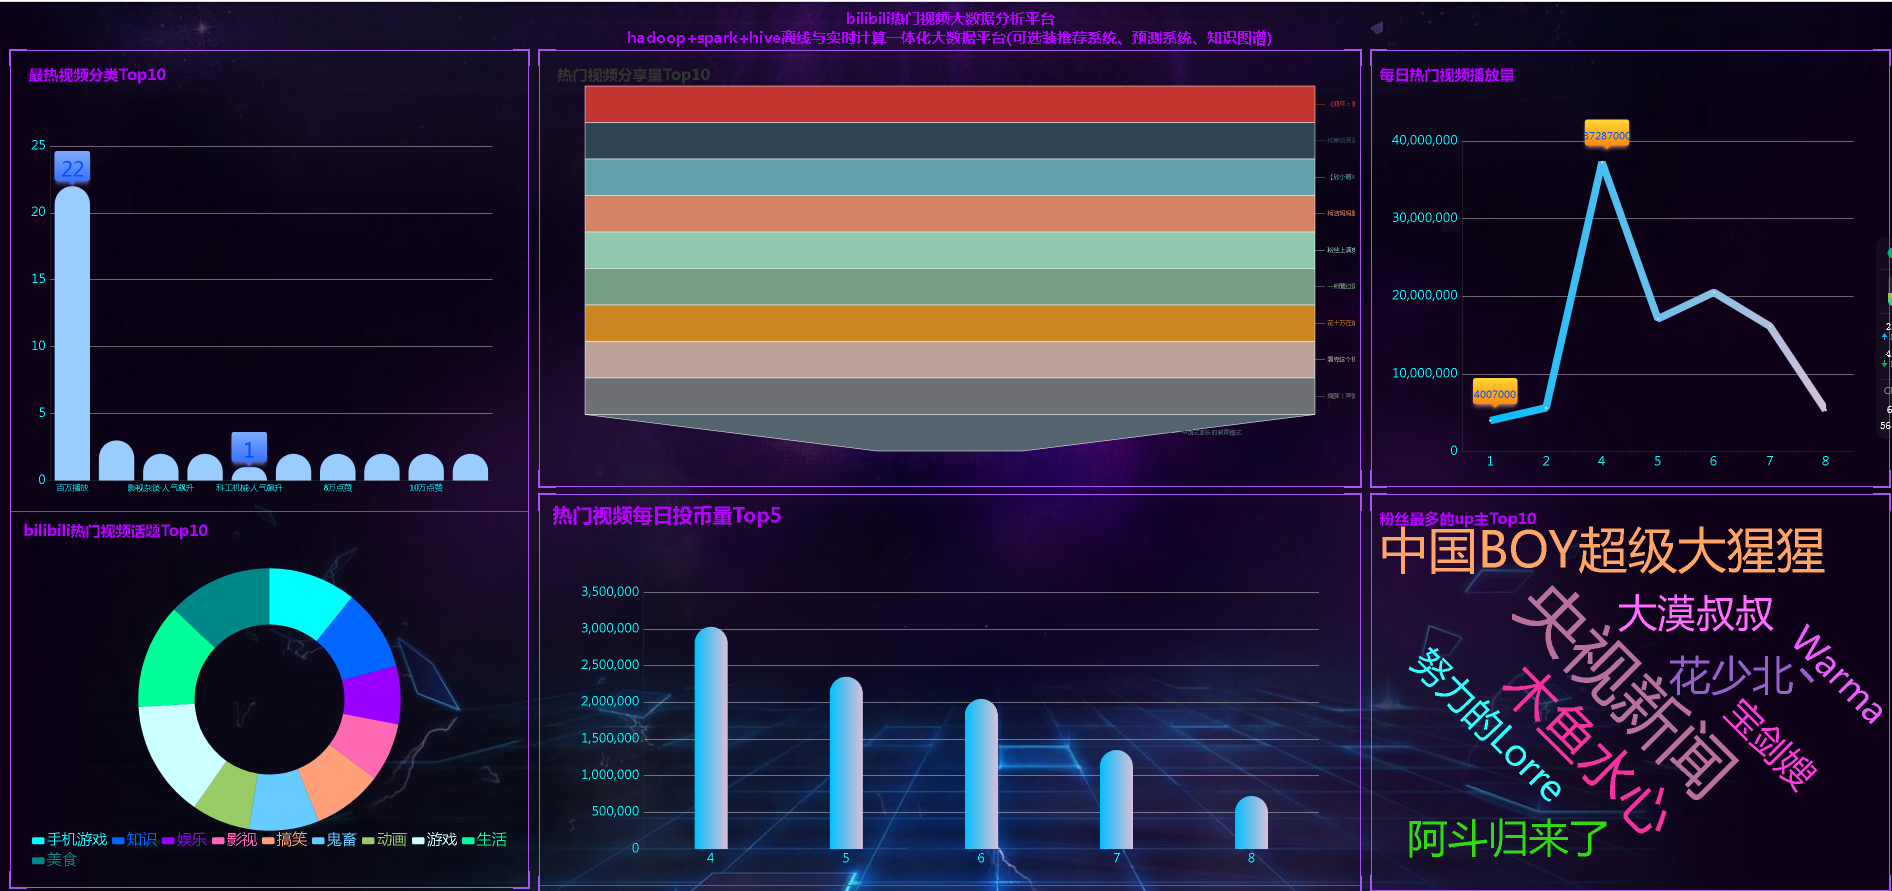 bilibili热门视频大数据分析平台
hadoop+spark+hive离线与实时计算一体化大数据平台(可选装推荐系统、预测系统、知识图谱)
最热视频分类Top10
25
20
15
10
5
0
22
1
百万播放
影视杂谈·人气飙升
科工机械·人气飙升
8万点赞
10万点赞
热门视频分享量Top10
每日热门视频播放量
40,000,000
30,000,000
20,000,000
10,000,000
0
37287000
4007000
1
2
4
5
6
7
8
bilibili热门视频话题Top10
手机游戏 知识 娱乐 影视 搞笑 鬼畜 动画 游戏 生活
美食
热门视频每日投币量Top5
3,500,000
3,000,000
2,500,000
2,000,000
1,500,000
1,000,000
500,000
0
4
5
6
7
8
粉丝最多的up主Top10
中国BOY超级大猩猩
大漠叔叔
央视新闻
Warma
花少北丶
努力的Lorre
木鱼水心
宝剑嫂
阿斗归来了